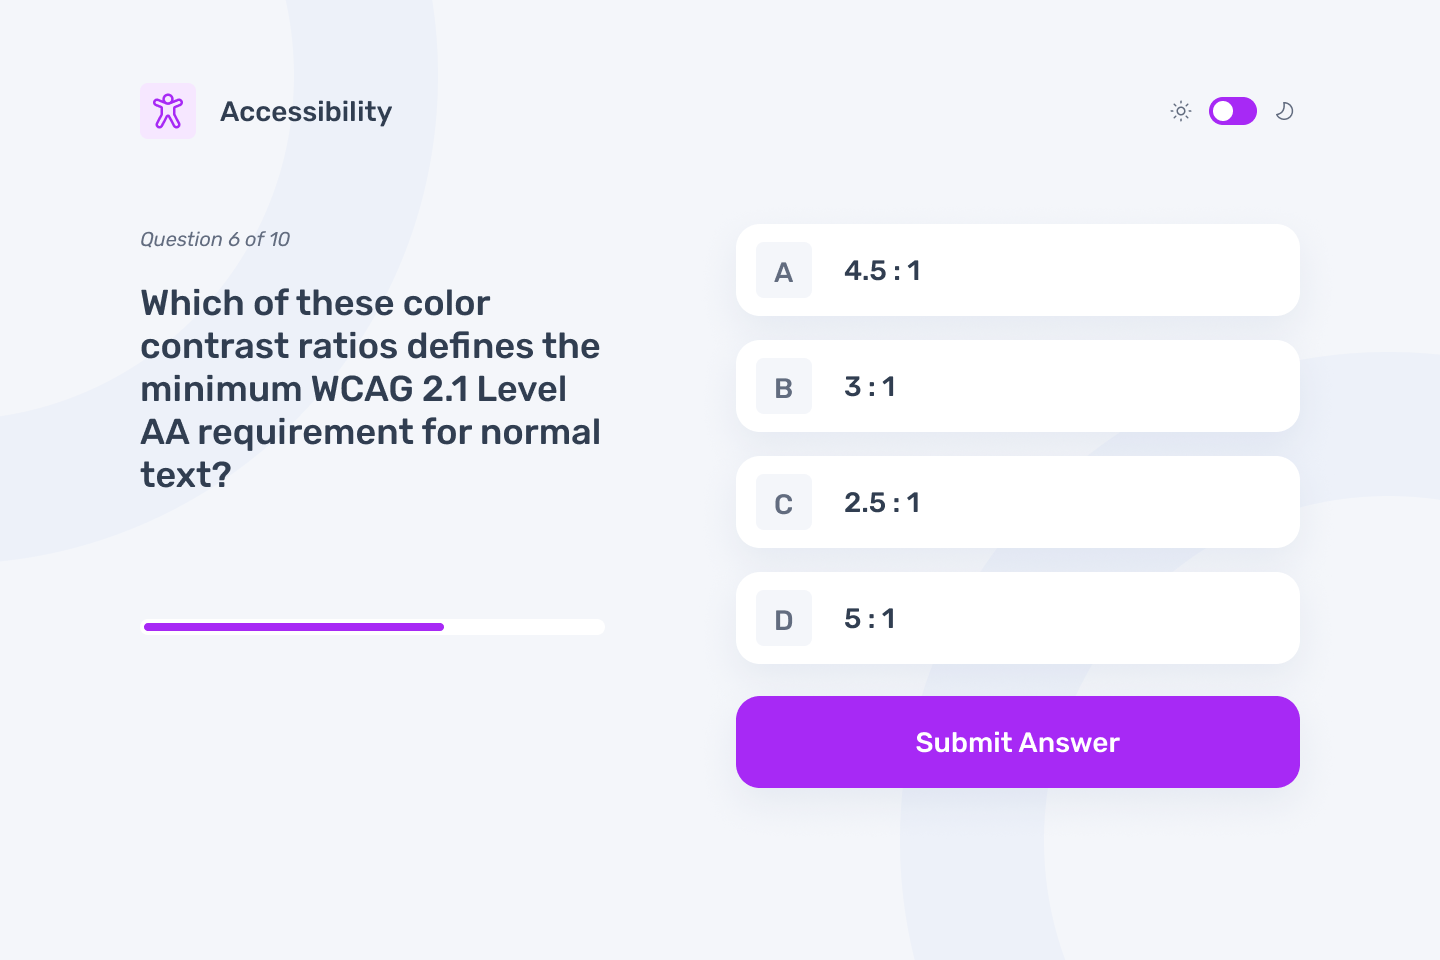 Accessibility
Question 6 of 10
Which of these color
contrast ratios defines the
minimum WCAG 2.1 Level
AA requirement for normal
text?
A 4.5 : 1
B 3 : 1
C 2.5 : 1
D 5 : 1
Submit Answer